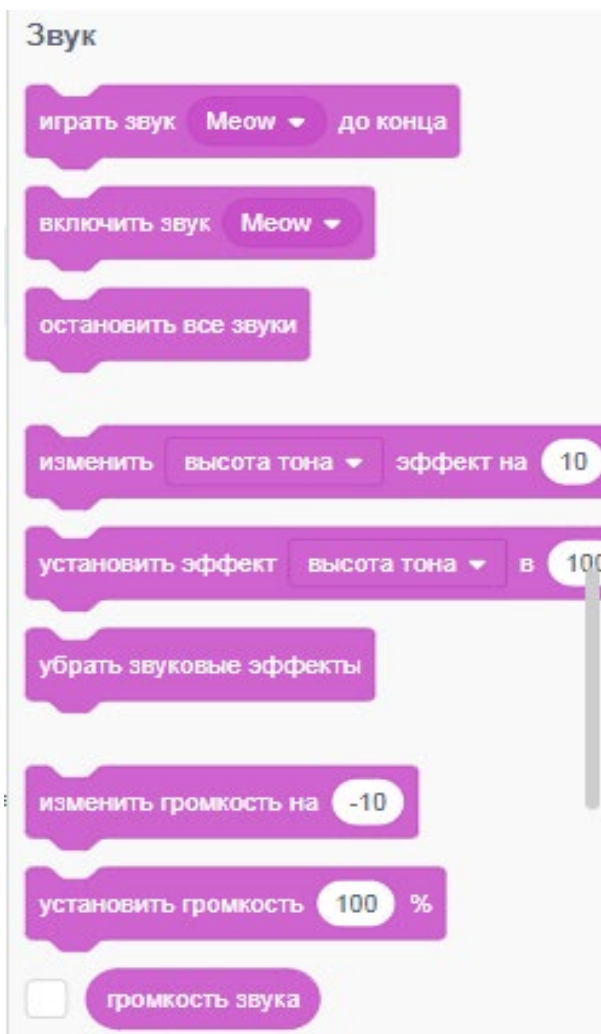 Звук
играть звук Meow до конца
включить звук Meow
остановить все звуки
изменить высота тона эффект на 10
установить эффект высота тона в 100
убрать звуковые эффекты
изменить громкость на -10
установить громкость 100 %
громкость звука